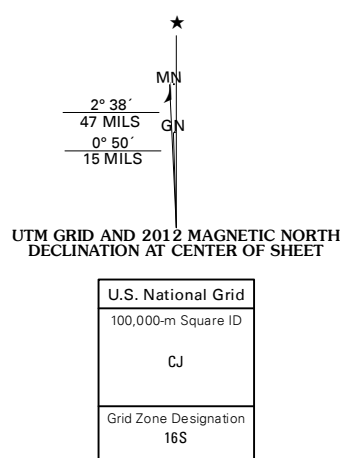 ★
MN
2° 38´
47 MILS
GN
0° 50´
15 MILS
UTM GRID AND 2012 MAGNETIC NORTH
DECLINATION AT CENTER OF SHEET
U.S. National Grid
100,000-m Square ID
CJ
Grid Zone Designation
16S